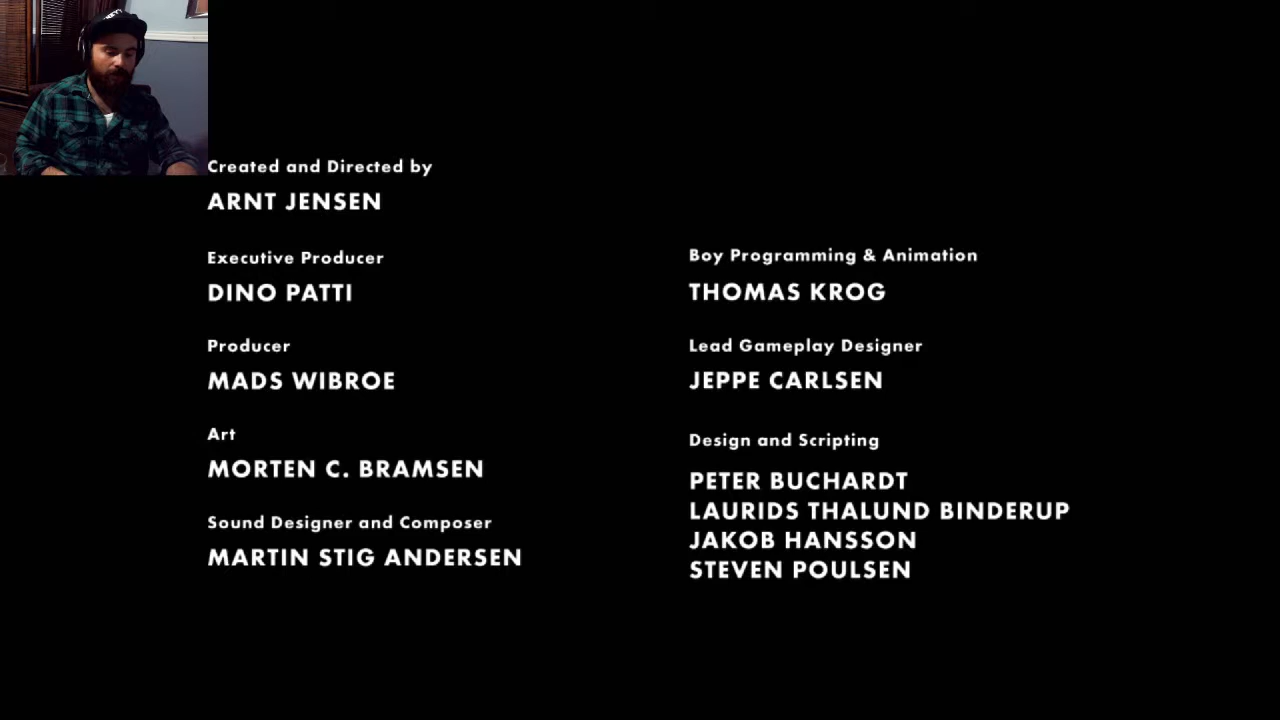 Created and Directed by
ARNT JENSEN
Executive Producer
DINO PATTI
Producer
MADS WIBROE
Art
MORTEN C. BRAMSEN
Sound Designer and Composer
MARTIN STIG ANDERSEN
Boy Programming & Animation
THOMAS KROG
Lead Gameplay Designer
JEPPE CARLSEN
Design and Scripting
PETER BUCHARDT
LAURIDS THALUND BINDERUP
JAKOB HANSSON
STEVEN POULSEN